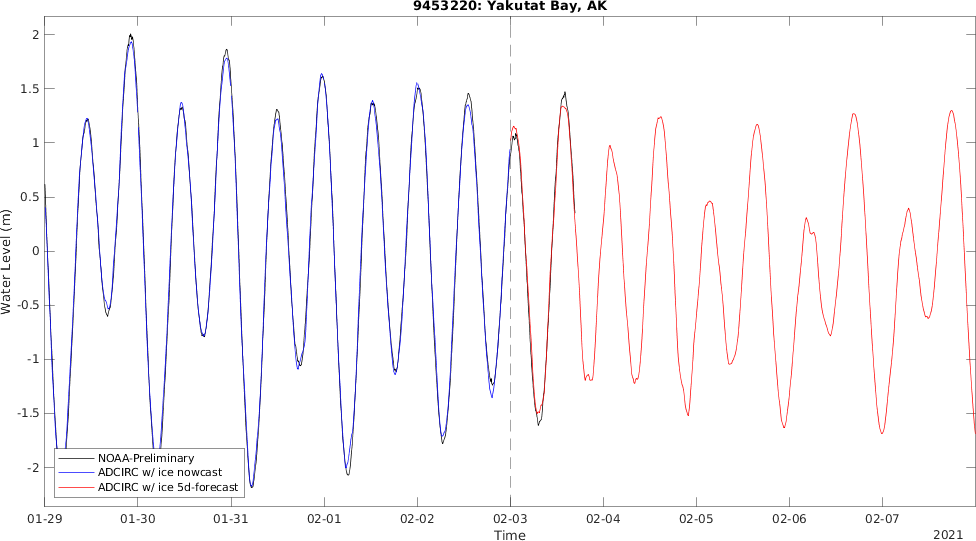 9453220: Yakutat Bay, AK
Water Level (m)
2
1.5
1
0.5
0
-0.5
-1
-1.5
-2
NOAA-Preliminary
ADCIRC w/ ice nowcast
ADCIRC w/ ice 5d-forecast
01-29 01-30 01-31 02-01 02-02 02-03 02-04 02-05 02-06 02-07
Time
2021